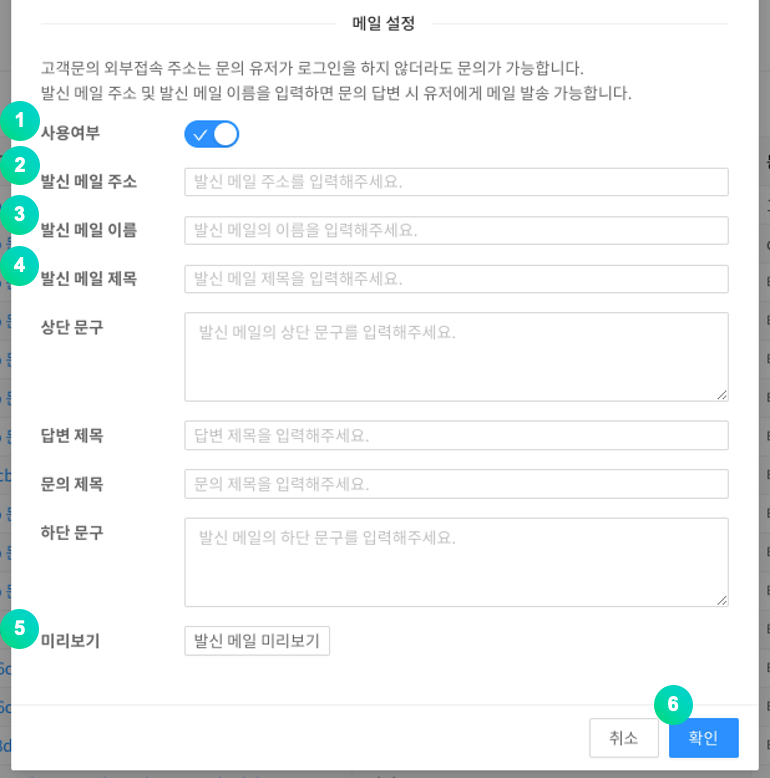 메일 설정
고객문의 외부접속 주소는 문의 유저가 로그인을 하지 않더라도 문의가 가능합니다.
발신 메일 주소 및 발신 메일 이름을 입력하면 문의 답변 시 유저에게 메일 발송 가능합니다.
1 사용여부
2 발신 메일 주소 발신 메일 주소를 입력해주세요.
3 발신 메일 이름 발신 메일의 이름을 입력해주세요.
4 발신 메일 제목 발신 메일 제목을 입력해주세요.
상단 문구 발신 메일의 상단 문구를 입력해주세요.
답변 제목 답변 제목을 입력해주세요.
문의 제목 문의 제목을 입력해주세요.
하단 문구 발신 메일의 하단 문구를 입력해주세요.
5 미리보기 발신 메일 미리보기
6
취소 확인